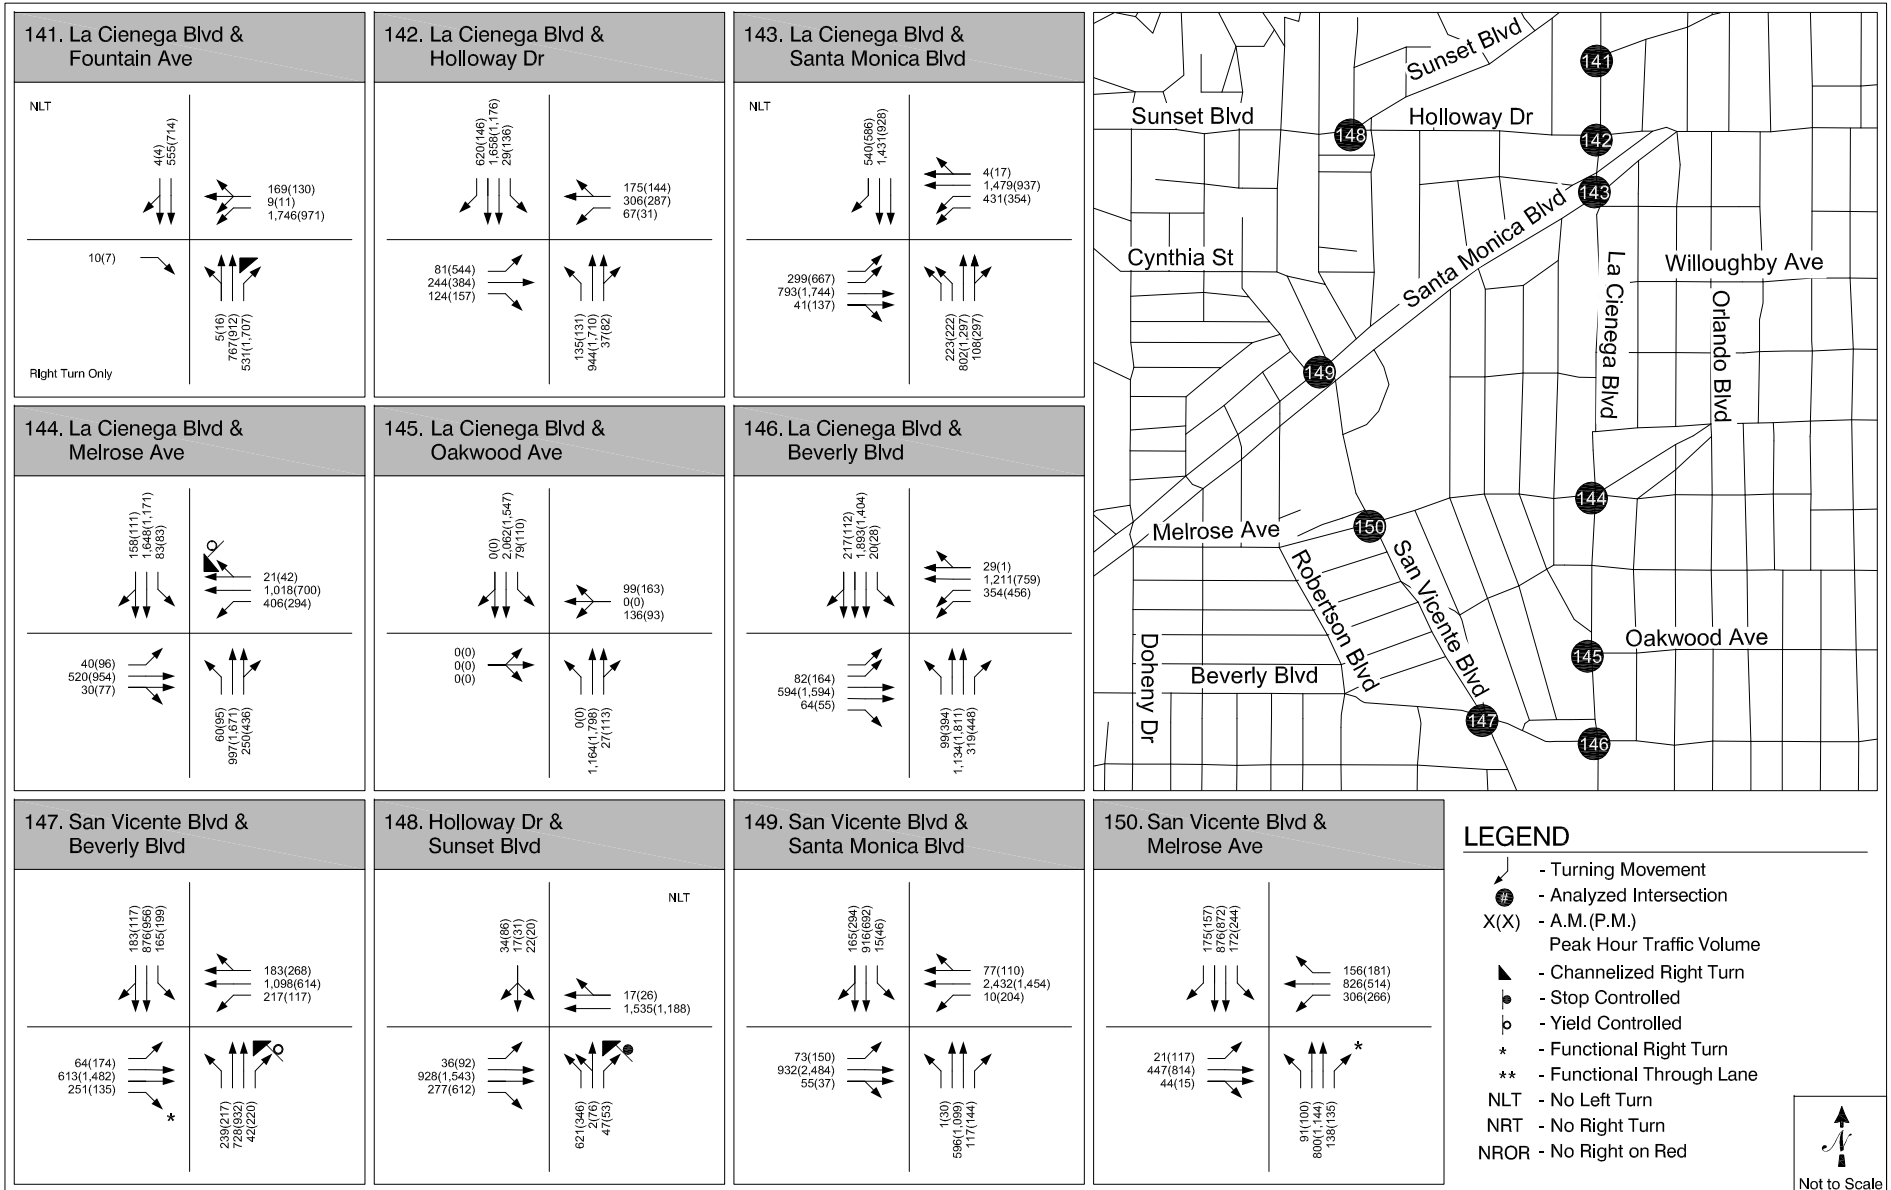 141. La Cienega Blvd &
Fountain Ave
NLT
4(4)
555(714)
169(130)
9(11)
1,746(971)
10(7)
5(16)
767(912)
531(1,707)
Right Turn Only
142. La Cienega Blvd &
Holloway Dr
620(146)
1,658(1,176)
29(136)
175(144)
306(287)
67(31)
81(544)
244(384)
124(157)
135(131)
944(1,710)
37(82)
143. La Cienega Blvd &
Santa Monica Blvd
NLT
540(586)
1,431(928)
4(17)
1,479(937)
431(354)
299(667)
793(1,744)
41(137)
223(222)
802(1,297)
108(297)
144. La Cienega Blvd &
Melrose Ave
158(111)
1,648(1,171)
83(83)
21(42)
1,018(700)
406(294)
40(96)
520(954)
30(77)
60(95)
997(1,671)
250(436)
145. La Cienega Blvd &
Oakwood Ave
0(0)
2,062(1,547)
79(110)
99(163)
0(0)
136(93)
0(0)
0(0)
0(0)
0(0)
1,164(1,798)
27(113)
146. La Cienega Blvd &
Beverly Blvd
217(112)
1,893(1,404)
20(28)
29(1)
1,211(759)
354(456)
82(164)
594(1,594)
64(55)
99(394)
1,134(1,811)
319(448)
147. San Vicente Blvd &
Beverly Blvd
183(117)
876(956)
165(199)
183(268)
1,098(614)
217(117)
64(174)
613(1,482)
251(135)
*
239(217)
728(932)
42(220)
148. Holloway Dr &
Sunset Blvd
NLT
34(86)
17(31)
22(20)
17(26)
1,535(1,188)
36(92)
928(1,543)
277(612)
621(346)
2(76)
47(53)
149. San Vicente Blvd &
Santa Monica Blvd
165(294)
916(692)
15(46)
77(110)
2,432(1,454)
10(204)
73(150)
932(2,484)
55(37)
1(30)
596(1,099)
117(144)
150. San Vicente Blvd &
Melrose Ave
175(157)
876(872)
172(244)
156(181)
826(514)
306(266)
21(117)
447(814)
44(15)
*
91(100)
800(1,144)
138(135)
Sunset Blvd
141
Sunset Blvd
148
Holloway Dr
142
143
Cynthia St
Santa Monica Blvd
La Cienega Blvd
Willoughby Ave
Orlando Blvd
149
144
Melrose Ave
150
Robertson Blvd
San Vicente Blvd
Doheny Dr
Oakwood Ave
145
Beverly Blvd
147
146
LEGEND
- Turning Movement
# - Analyzed Intersection
X(X) - A.M.(P.M.)
Peak Hour Traffic Volume
- Channelized Right Turn
- Stop Controlled
- Yield Controlled
* - Functional Right Turn
** - Functional Through Lane
NLT - No Left Turn
NRT - No Right Turn
NROR - No Right on Red
N
Not to Scale